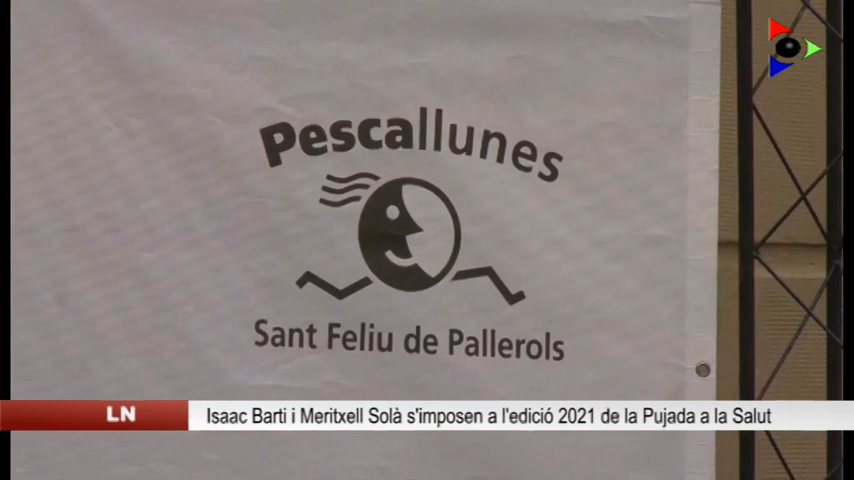 Pescallunes
Sant Feliu de Pallerols
LN Isaac Barti i Meritxell Solà s'imposen a l'edició 2021 de la Pujada a la Salut